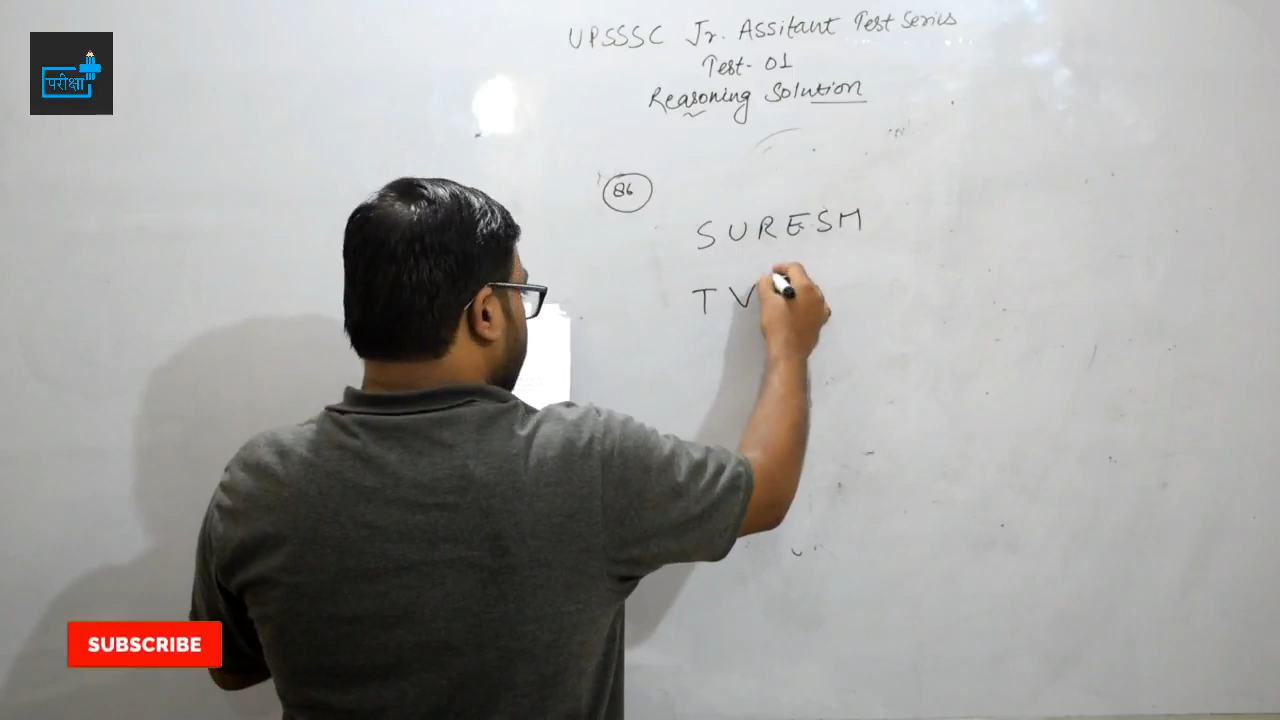 परीक्षा
UPSSSC Jr. Assitant Test Series
Test- 01
Reasoning Solution
86
SURESH
TV
SUBSCRIBE